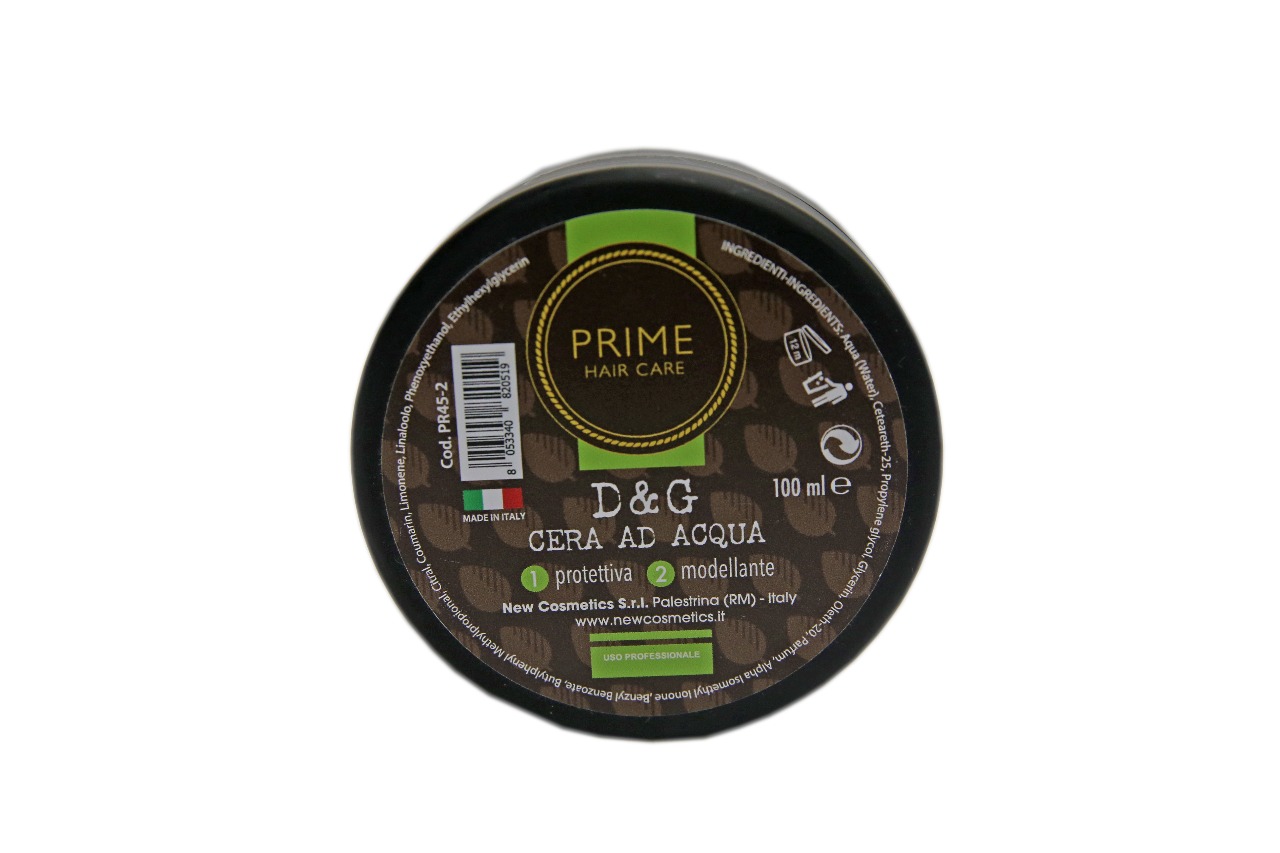 PRIME
HAIR CARE
D&G
CERA AD ACQUA
1 protettiva 2 modellante
New Cosmetics S.r.l. Palestrina (RM) - Italy
www.newcosmetics.it
USO PROFESSIONALE
Cod. PR45-2
8 053340 820519
MADE IN ITALY
12 m
100 ml e
INGREDIENTI-INGREDIENTS: Aqua (Water), Ceteareth-25, Propylene glycol, Glycerin, Oleth-20, Parfum, Alpha Isomethyl Ionone, Benzyl Benzoate, Butylphenyl Methylpropional, Citral, Coumarin, Limonene, Linaloolo, Phenoxyethanol, Ethylhexylglycerin